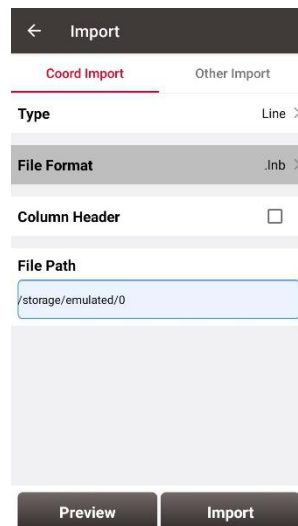 Import
Coord Import Other Import
Type Line
File Format .lnb
Column Header
File Path
/storage/emulated/0
Preview Import